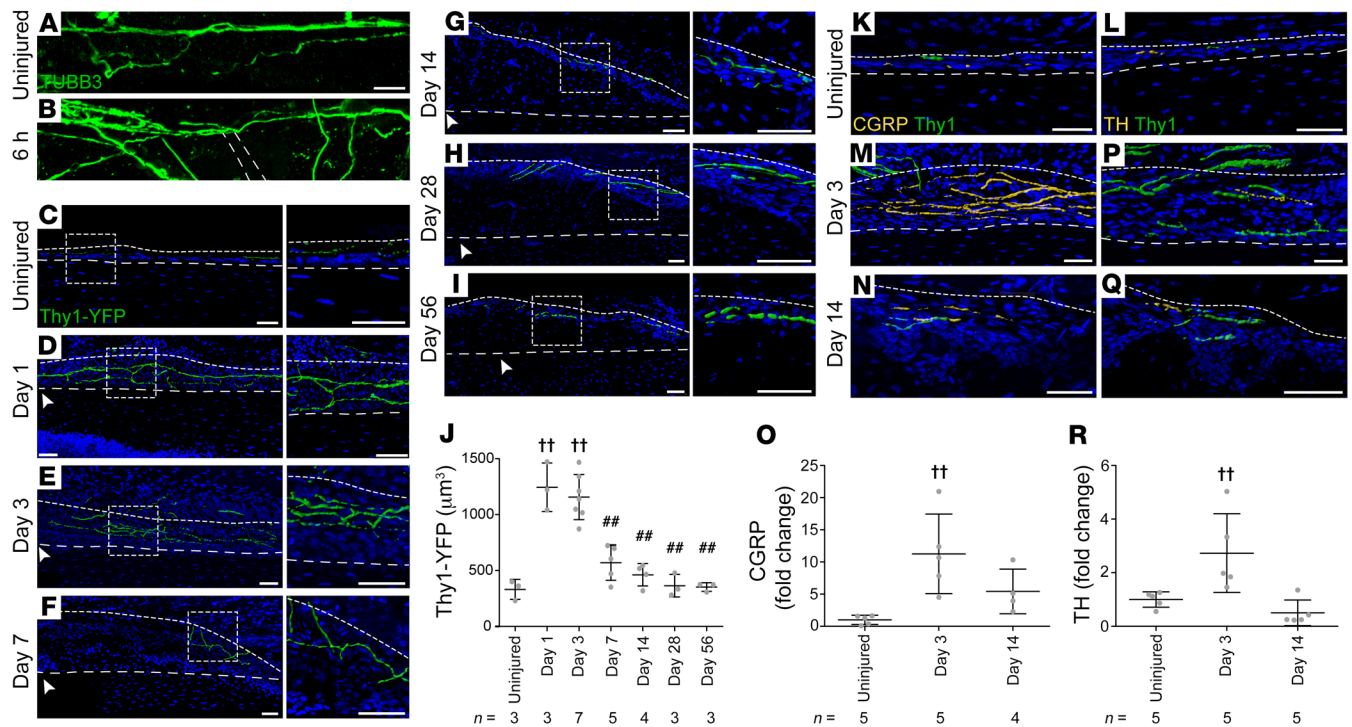 A
Uninjured
TUBB3
B
6 h
C
Uninjured
Thy1-YFP
D
Day 1
E
Day 3
F
Day 7
G
Day 14
H
Day 28
I
Day 56
J
†† ††
## ## ## ##
Thy1-YFP (μm³)
1500
1000
500
0
Uninjured Day 1 Day 3 Day 7 Day 14 Day 28 Day 56
n = 3 3 7 5 4 3 3
K
Uninjured
CGRP Thy1
L
TH Thy1
M
Day 3
P
N
Day 14
Q
O
††
CGRP
(fold change)
25
20
15
10
5
0
Uninjured Day 3 Day 14
n = 5 5 4
R
††
TH (fold change)
6
4
2
0
Uninjured Day 3 Day 14
n = 5 5 5